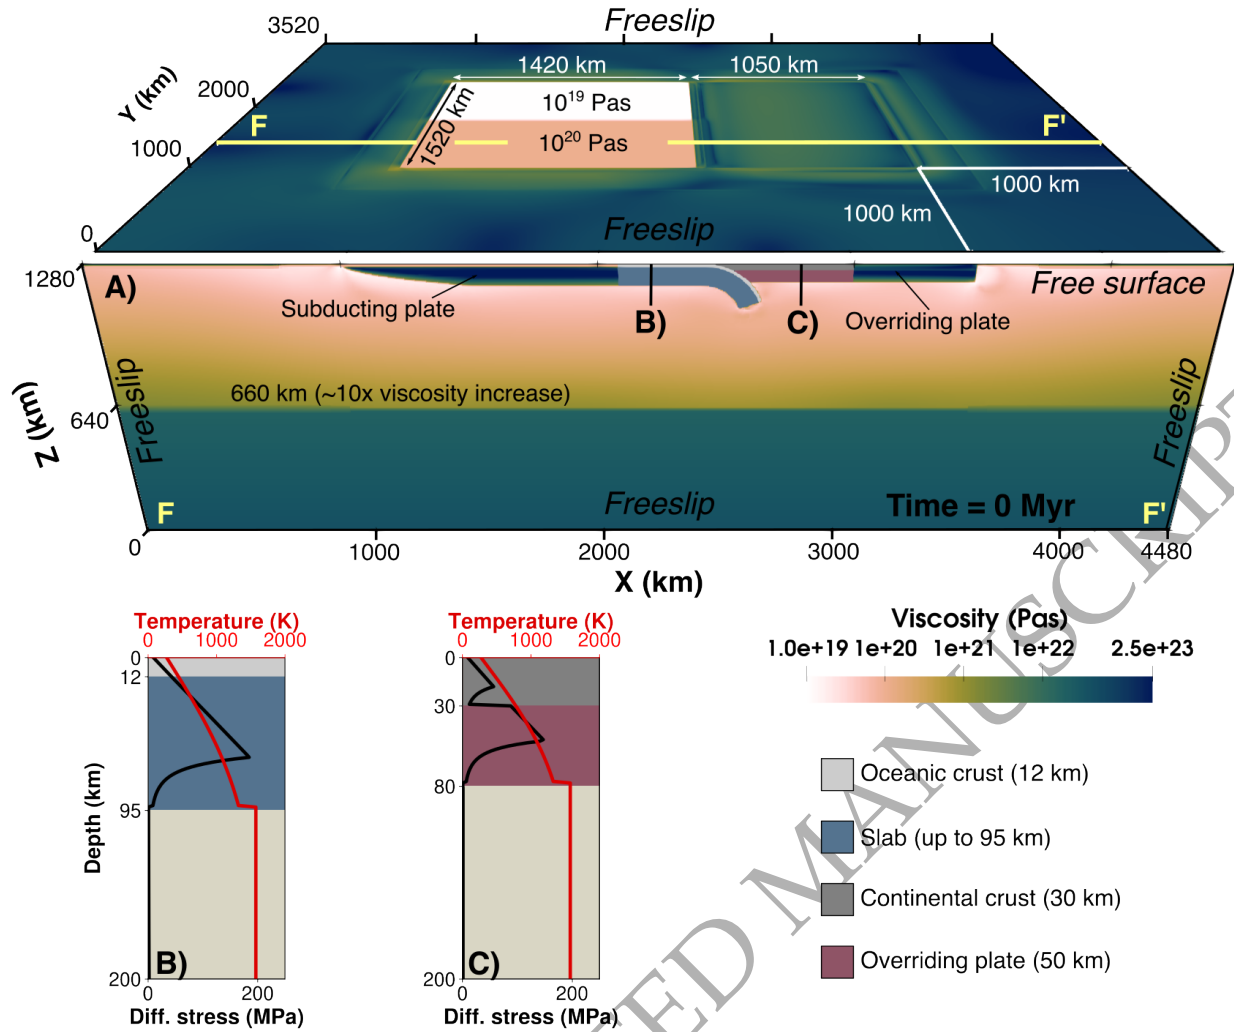 Freeslip
3520
Y (km)
2000
1000
0
1420 km
1050 km
1520 km
10¹⁹ Pas
10²⁰ Pas
F
F'
1000 km
1000 km
Freeslip
1280
A)
Free surface
Subducting plate
B)
C)
Overriding plate
660 km (~10x viscosity increase)
Z (km)
640
Freeslip
Freeslip
F
Freeslip
Time = 0 Myr
F'
0
1000
2000
3000
4000
4480
X (km)
Temperature (K)
0
1000
2000
0
12
95
200
Depth (km)
B)
0
200
Diff. stress (MPa)
Temperature (K)
0
1000
2000
0
30
80
200
C)
0
200
Diff. stress (MPa)
Viscosity (Pas)
1.0e+19
1e+20
1e+21
1e+22
2.5e+23
Oceanic crust (12 km)
Slab (up to 95 km)
Continental crust (30 km)
Overriding plate (50 km)
TED MANUSCRIPT